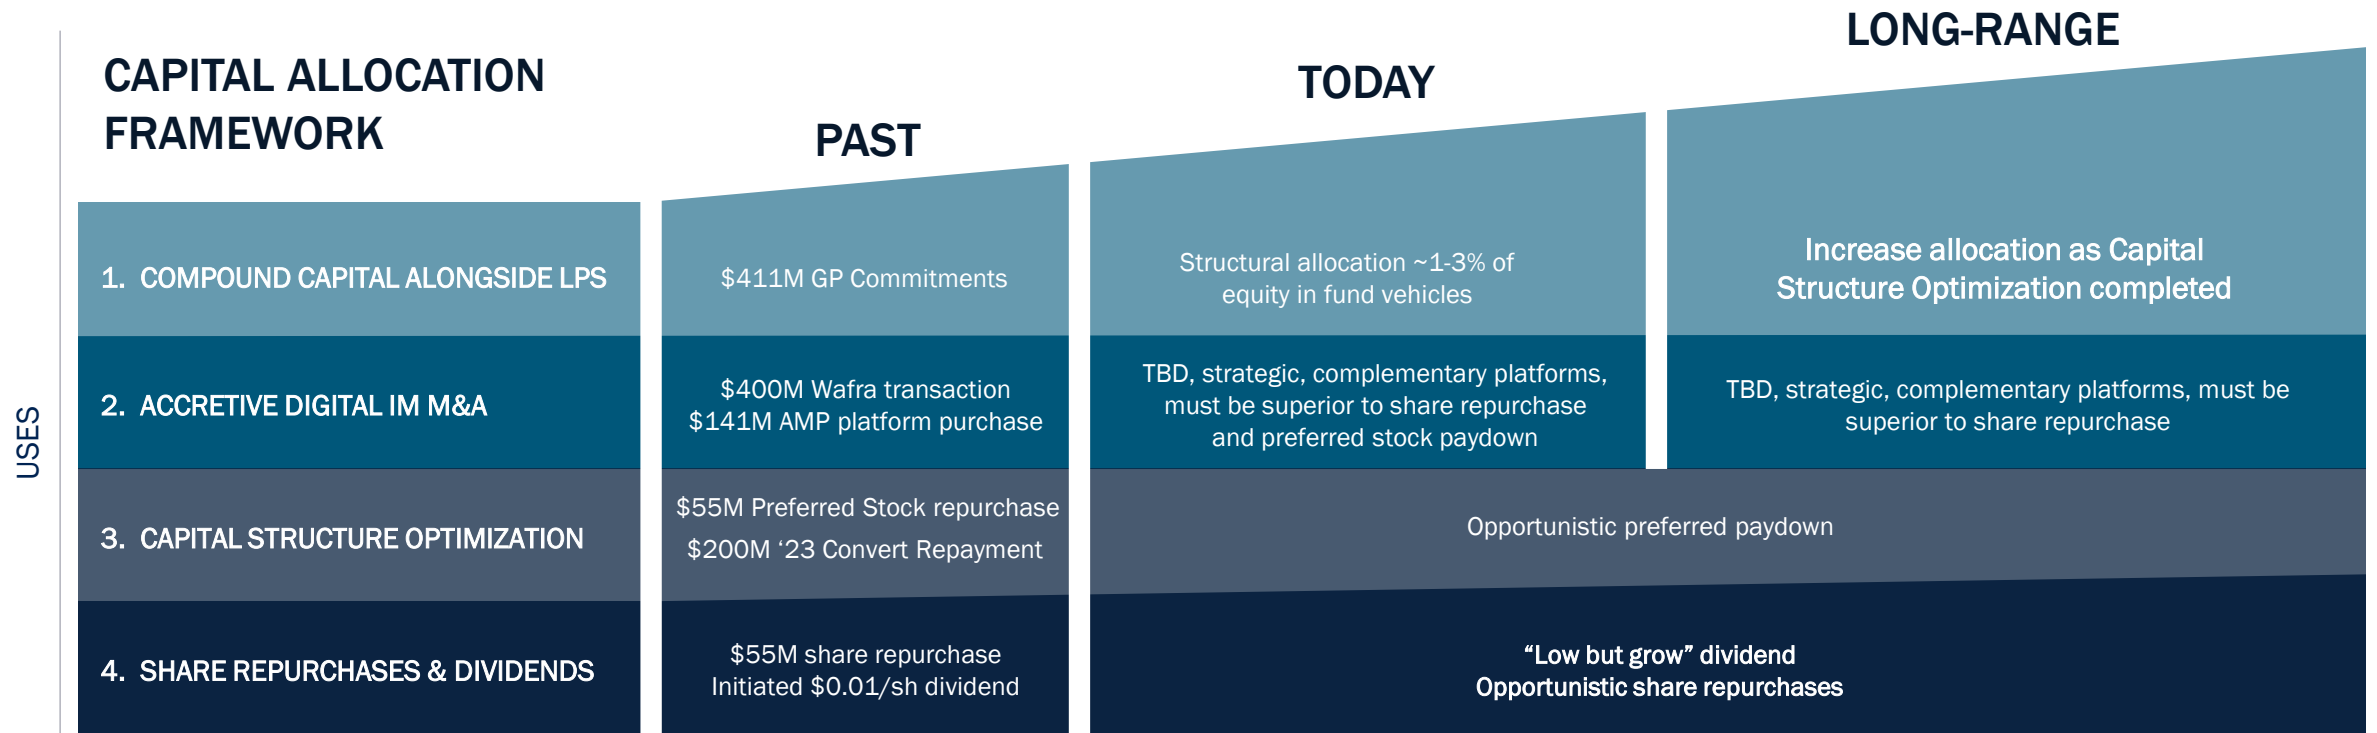 CAPITAL ALLOCATION
FRAMEWORK
PAST
TODAY
LONG-RANGE
USES
1. COMPOUND CAPITAL ALONGSIDE LPS
$411M GP Commitments
Structural allocation ~1-3% of
equity in fund vehicles
Increase allocation as Capital
Structure Optimization completed
2. ACCRETIVE DIGITAL IM M&A
$400M Wafra transaction
$141M AMP platform purchase
TBD, strategic, complementary platforms,
must be superior to share repurchase
and preferred stock paydown
TBD, strategic, complementary platforms, must be
superior to share repurchase
3. CAPITAL STRUCTURE OPTIMIZATION
$55M Preferred Stock repurchase
$200M ‘23 Convert Repayment
Opportunistic preferred paydown
4. SHARE REPURCHASES & DIVIDENDS
$55M share repurchase
Initiated $0.01/sh dividend
“Low but grow” dividend
Opportunistic share repurchases